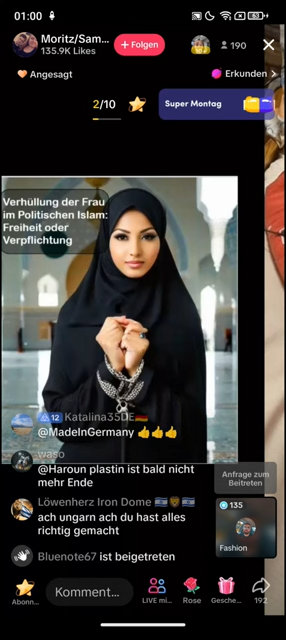 01:00
Moritz/Sam...
135.9K Likes
+ Folgen
190
Angesagt
Erkunden >
2/10
Super Montag
Verhüllung der Frau
im Politischen Islam:
Freiheit oder
Verpflichtung
12 Katalina35DE🇩🇪
@MadeInGermany 👍👍👍
waso
@Haroun plastin ist bald nicht
mehr Ende
Anfrage zum
Beitreten
Löwenherz Iron Dome 🇮🇱🦁🇮🇱
ach ungarn ach du hast alles
richtig gemacht
135
Fashion
Bluenote67 ist beigetreten
Kommént...
Abonn...
LIVE mi...
Rose
Gesche...
192